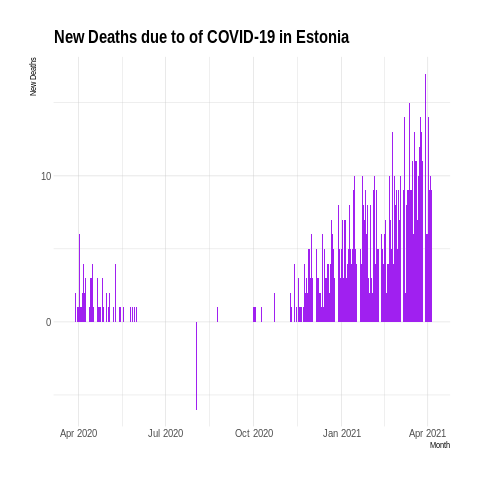 New Deaths due to of COVID-19 in Estonia
New Deaths
10
0
Apr 2020 Jul 2020 Oct 2020 Jan 2021 Apr 2021
Month